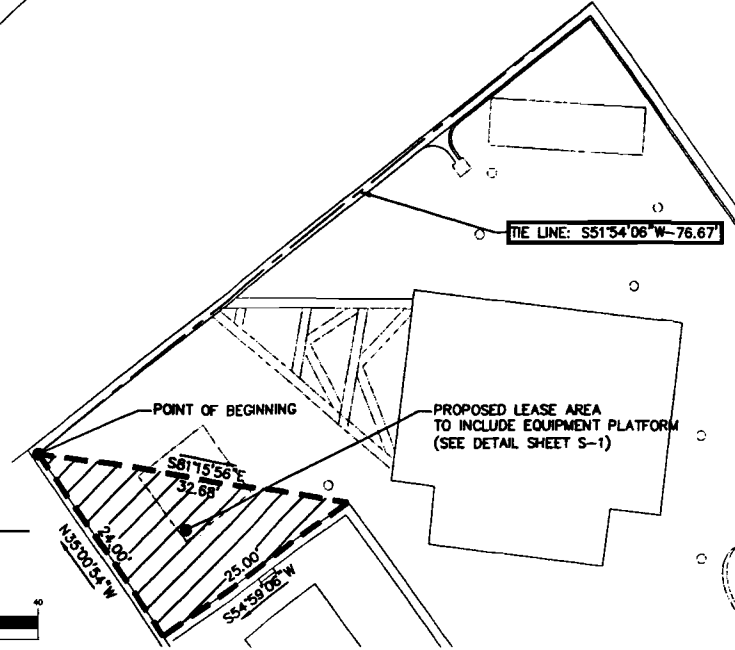 TIE LINE: S51°54'06"W-76.67'
POINT OF BEGINNING
PROPOSED LEASE AREA
TO INCLUDE EQUIPMENT PLATFORM
(SEE DETAIL SHEET S-1)
S81°15'56"E
32.68'
24.00'
N35°00'54"W
25.00'
S54°59'06"W
40